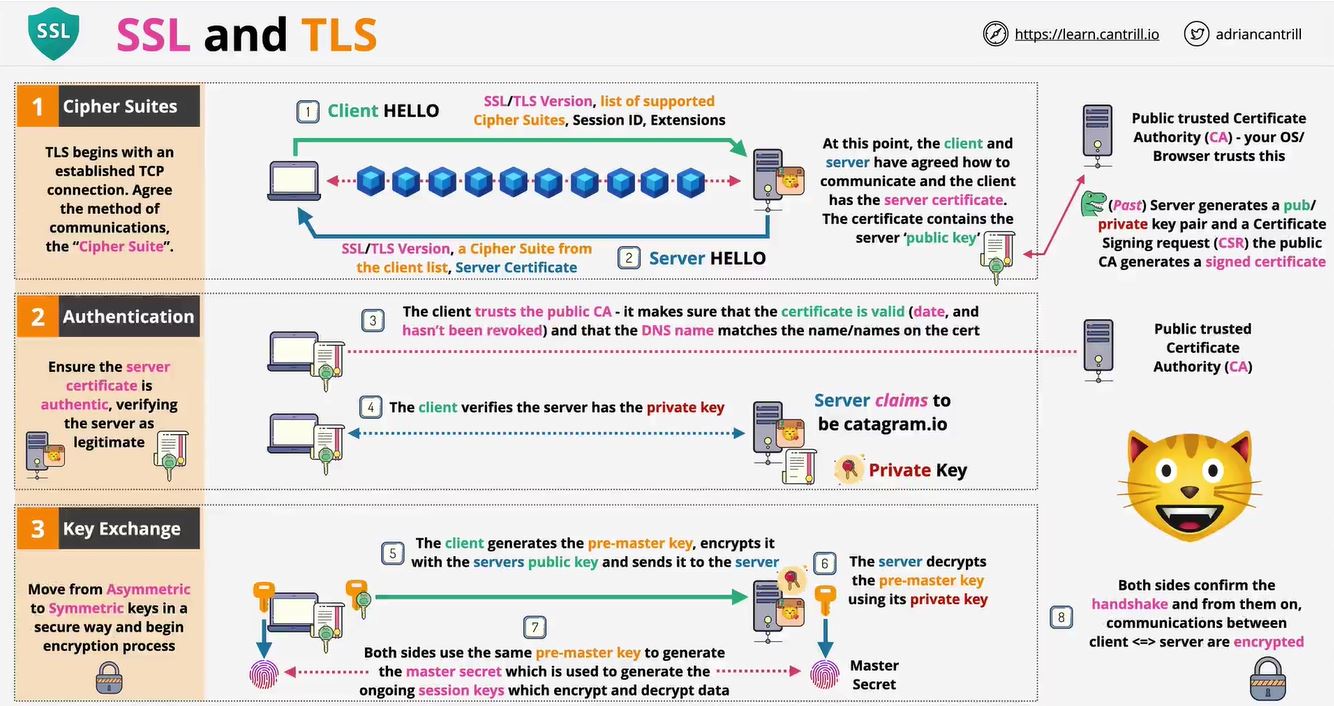 SSL
SSL and TLS
https://learn.cantrill.io
adriancantrill
1 Cipher Suites
TLS begins with an
established TCP
connection. Agree
the method of
communications,
the “Cipher Suite”.
1 Client HELLO
SSL/TLS Version, list of supported
Cipher Suites, Session ID, Extensions
SSL/TLS Version, a Cipher Suite from
the client list, Server Certificate
2 Server HELLO
At this point, the client and
server have agreed how to
communicate and the client
has the server certificate.
The certificate contains the
server ‘public key’
Public trusted Certificate
Authority (CA) - your OS/
Browser trusts this
(Past) Server generates a pub/
private key pair and a Certificate
Signing request (CSR) the public
CA generates a signed certificate
2 Authentication
Ensure the server
certificate is
authentic, verifying
the server as
legitimate
3 The client trusts the public CA - it makes sure that the certificate is valid (date, and
hasn’t been revoked) and that the DNS name matches the name/names on the cert
Public trusted
Certificate
Authority (CA)
4 The client verifies the server has the private key
Server claims to
be catagram.io
Private Key
3 Key Exchange
Move from Asymmetric
to Symmetric keys in a
secure way and begin
encryption process
5 The client generates the pre-master key, encrypts it
with the servers public key and sends it to the server
6 The server decrypts
the pre-master key
using its private key
7
Both sides use the same pre-master key to generate
the master secret which is used to generate the
ongoing session keys which encrypt and decrypt data
Master
Secret
8
Both sides confirm the
handshake and from them on,
communications between
client <=> server are encrypted